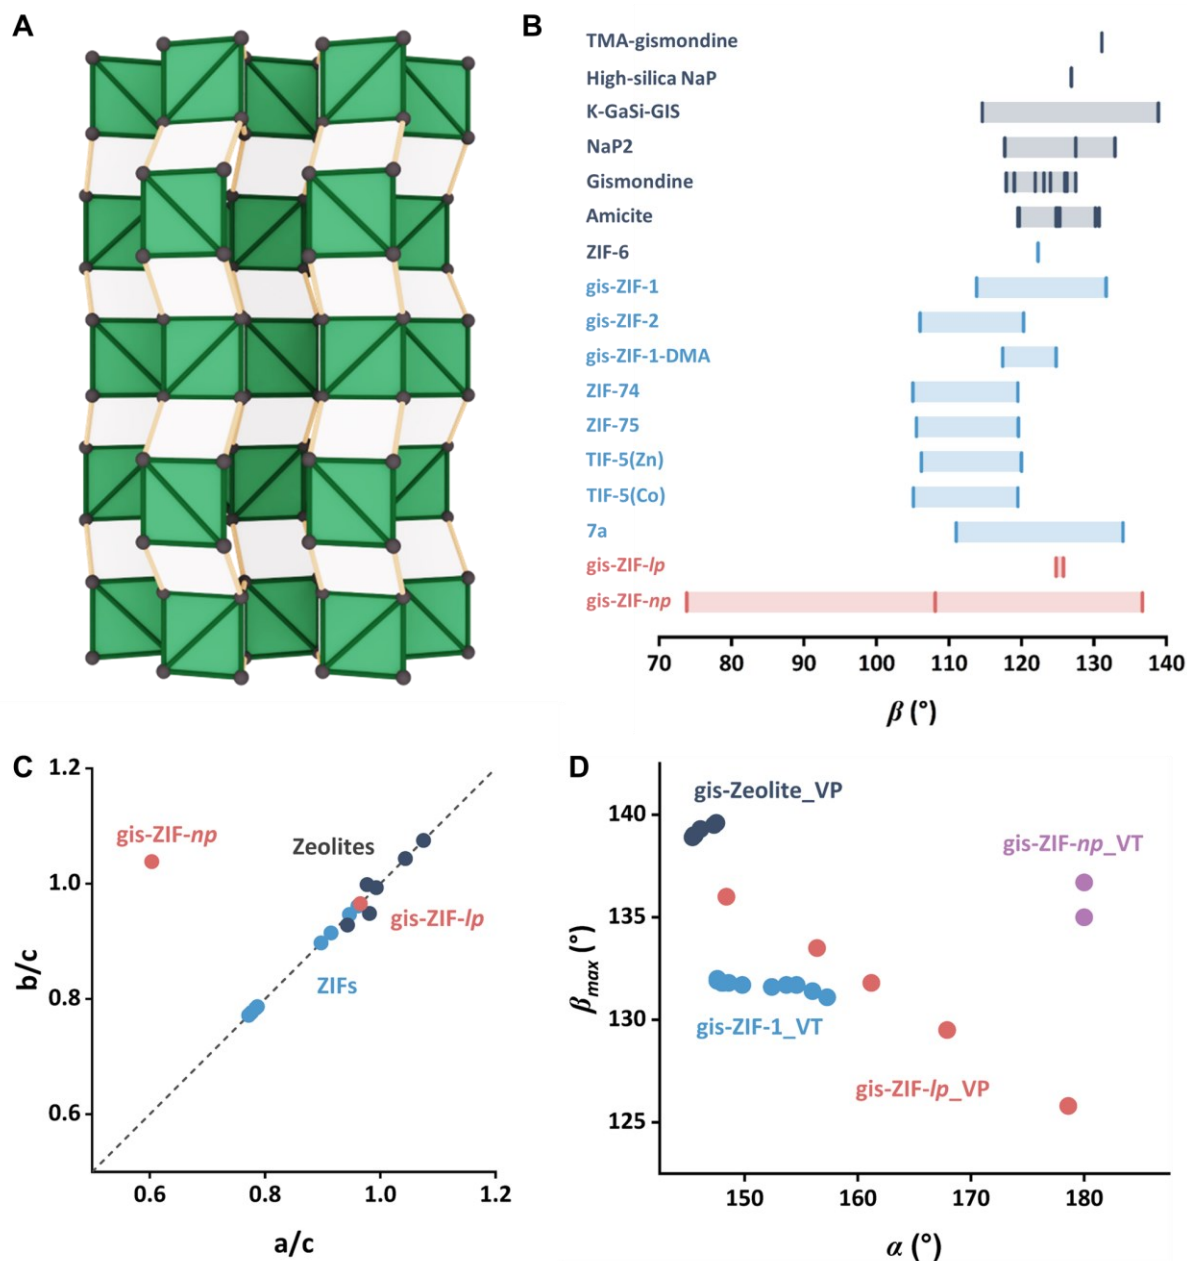 A
B
TMA-gismondine
High-silica NaP
K-GaSi-GIS
NaP2
Gismondine
Amicite
ZIF-6
gis-ZIF-1
gis-ZIF-2
gis-ZIF-1-DMA
ZIF-74
ZIF-75
TIF-5(Zn)
TIF-5(Co)
7a
gis-ZIF-lp
gis-ZIF-np
70 80 90 100 110 120 130 140
β (°)
C
1.2
1.0
0.8
0.6
b/c
gis-ZIF-np
Zeolites
gis-ZIF-lp
ZIFs
0.6 0.8 1.0 1.2
a/c
D
140
135
130
125
βmax (°)
gis-Zeolite_VP
gis-ZIF-np_VT
gis-ZIF-1_VT
gis-ZIF-lp_VP
150 160 170 180
α (°)